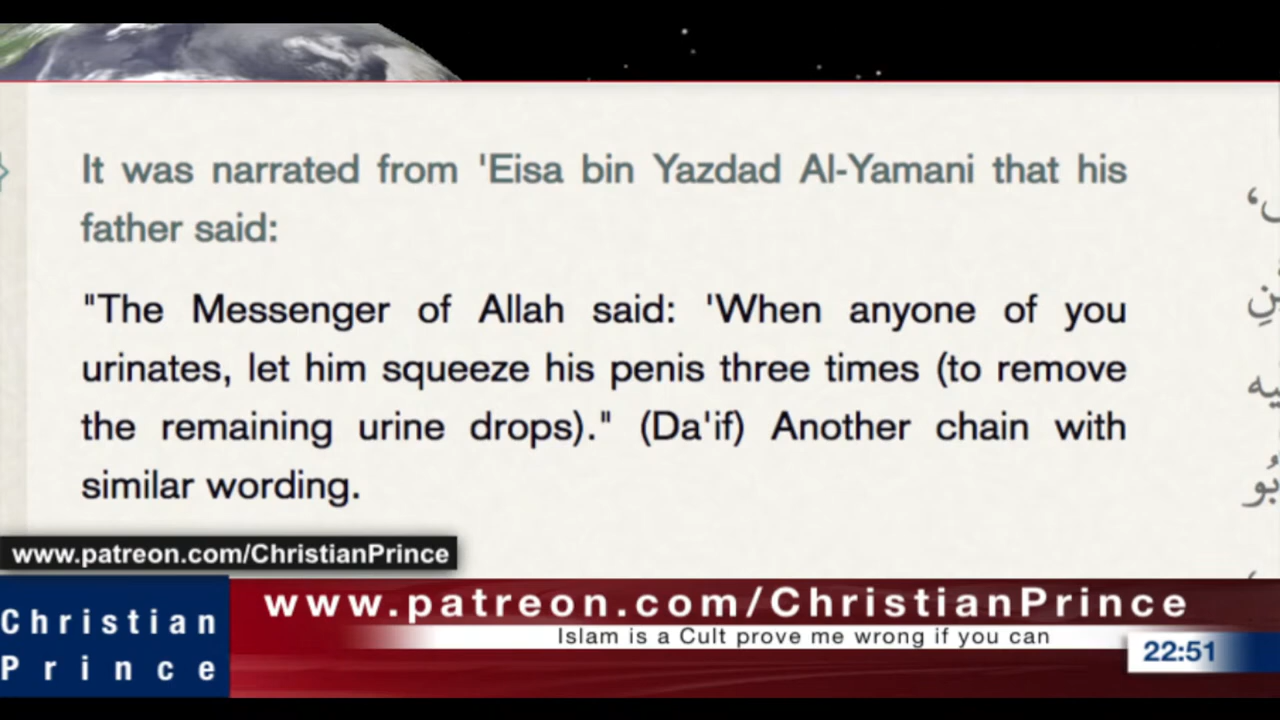 It was narrated from 'Eisa bin Yazdad Al-Yamani that his
father said:
"The Messenger of Allah said: 'When anyone of you
urinates, let him squeeze his penis three times (to remove
the remaining urine drops)." (Da'if) Another chain with
similar wording.
www.patreon.com/ChristianPrince
Christian
Prince
www.patreon.com/ChristianPrince
Islam is a Cult prove me wrong if you can
22:51